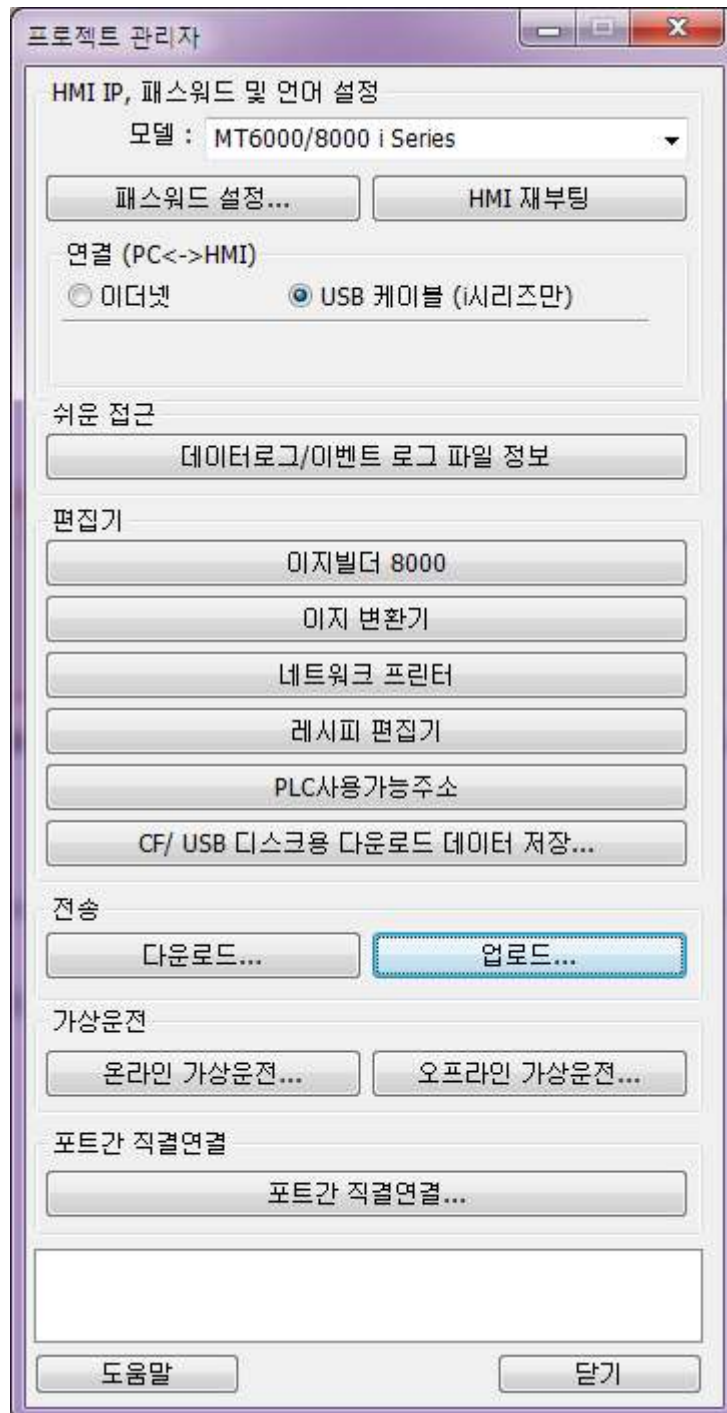 프로젝트 관리자
HMI IP, 패스워드 및 언어 설정
모델 : MT6000/8000 i Series
패스워드 설정... HMI 재부팅
연결 (PC<->HMI)
이더넷 USB 케이블 (i시리즈만)
쉬운 접근
데이터로그/이벤트 로그 파일 정보
편집기
이지빌더 8000
이지 변환기
네트워크 프린터
레시피 편집기
PLC사용가능주소
CF/ USB 디스크용 다운로드 데이터 저장...
전송
다운로드... 업로드...
가상운전
온라인 가상운전... 오프라인 가상운전...
포트간 직결연결
포트간 직결연결...
도움말 닫기